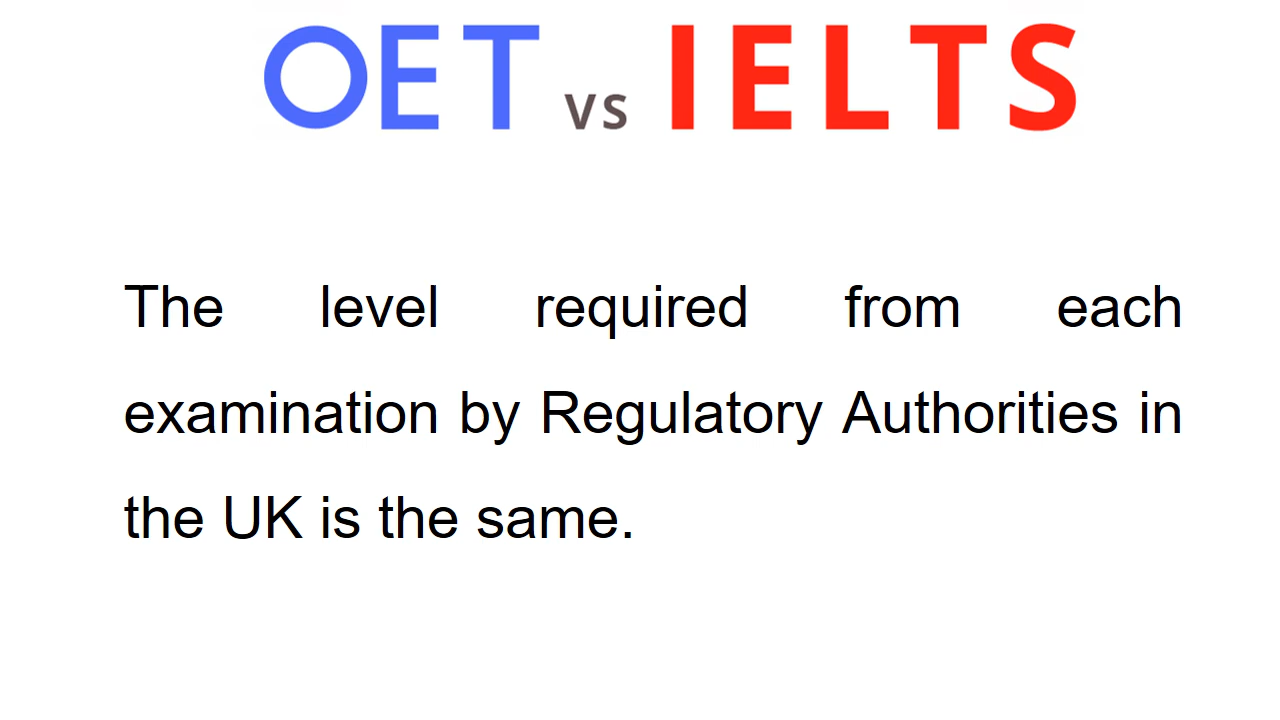 OET vs IELTS
The level required from each
examination by Regulatory Authorities in
the UK is the same.